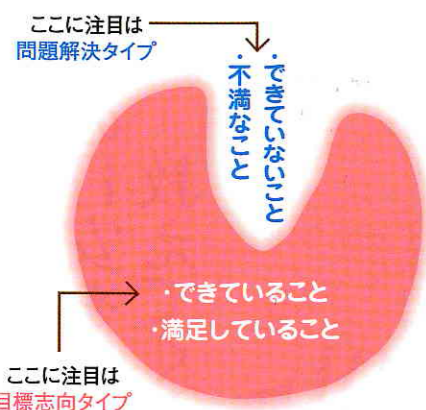 ここに注目は
問題解決タイプ
・できていないこと
・不満なこと
・できていること
・満足していること
ここに注目は
目標志向タイプ